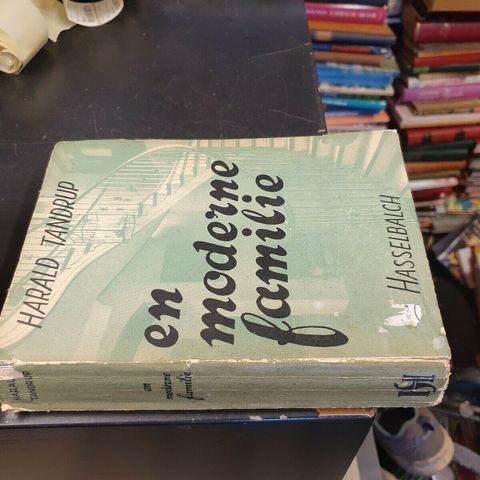 HARALD TANDRUP
en
moderne
familie
HASSELBALCH
HARALD
TANDRUP
en
moderne
familie
H